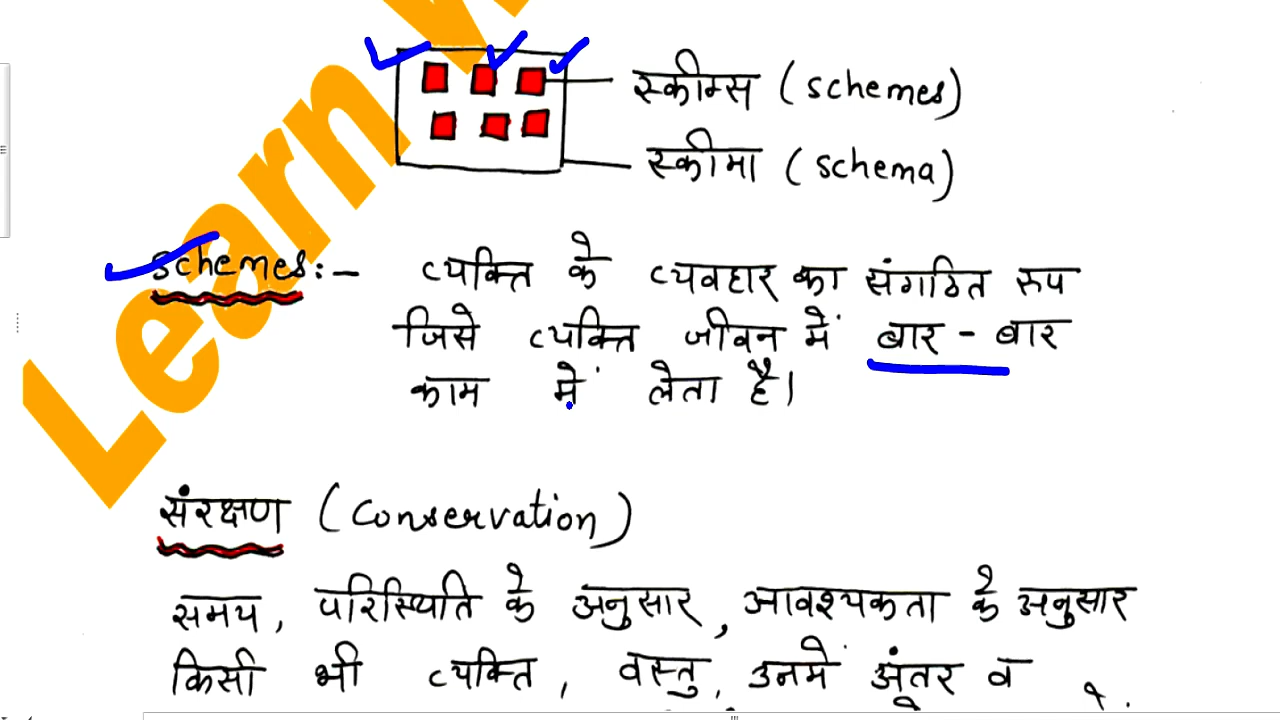 Learn
स्कीम्स (schemes)
स्कीमा (schema)
schemes:- व्यक्ति के व्यवहार का संगठित रूप
जिसे व्यक्ति जीवन में बार - बार
काम में लेता है।
संरक्षण (Conservation)
समय, परिस्थिति के अनुसार, आवश्यकता के अनुसार
किसी भी व्यक्ति, वस्तु, उनमें अंतर व